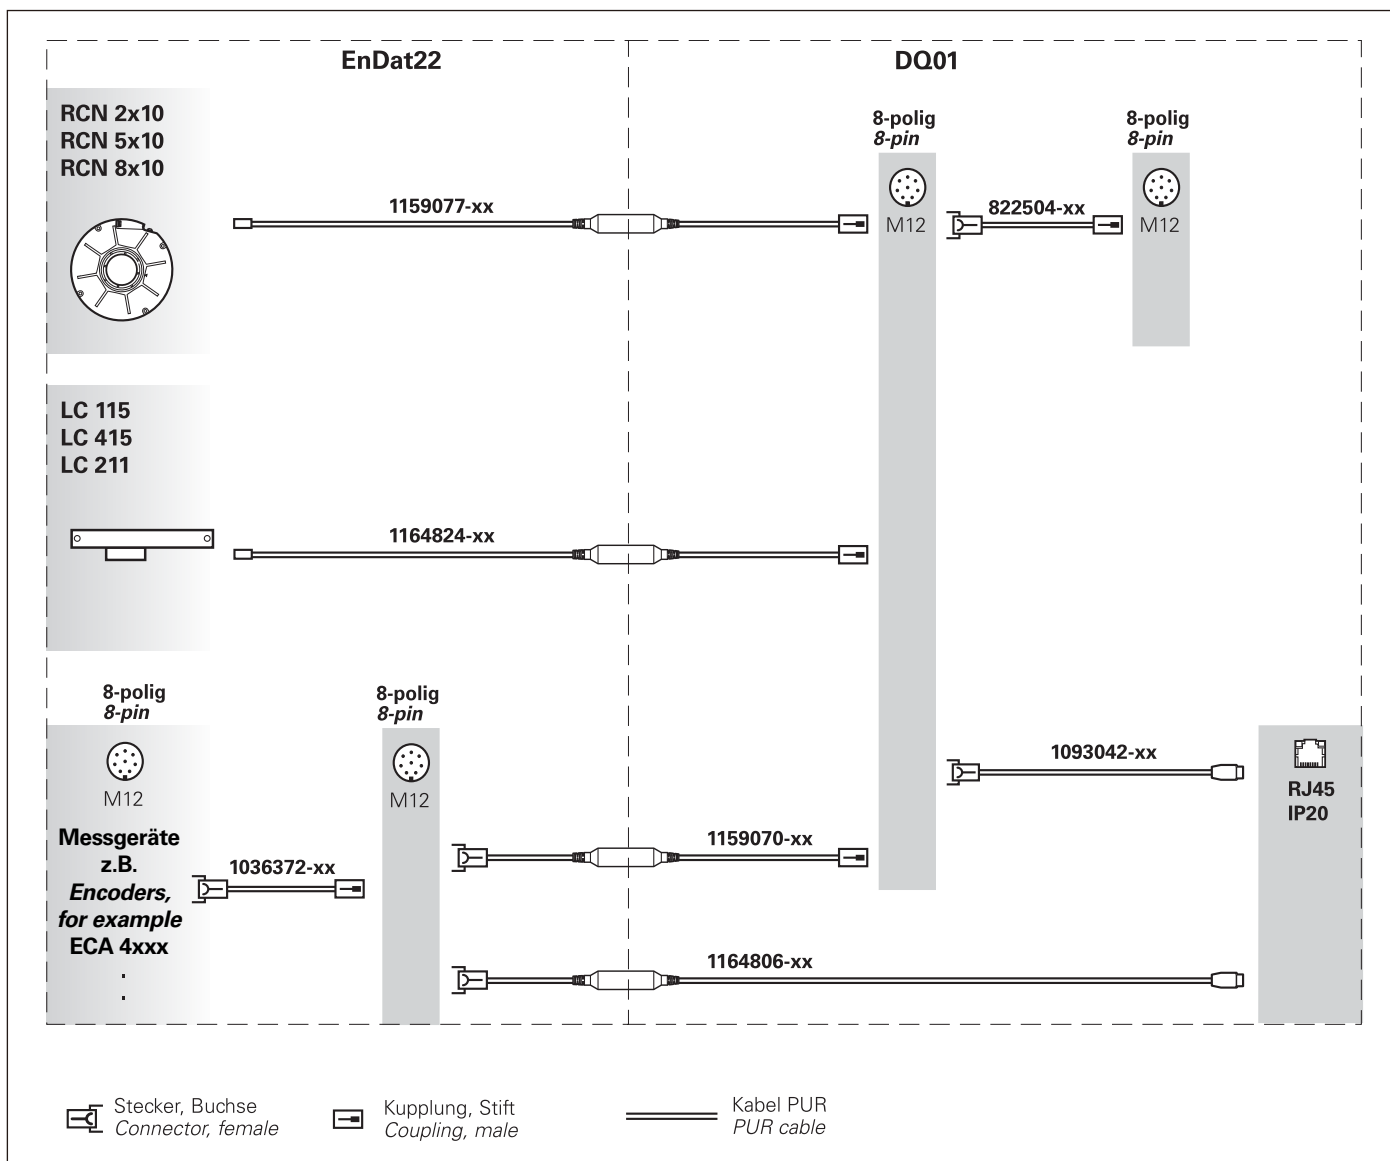 EnDat22
DQ01
RCN 2x10
RCN 5x10
RCN 8x10
1159077-xx
8-polig
8-pin
M12
822504-xx
8-polig
8-pin
M12
LC 115
LC 415
LC 211
1164824-xx
8-polig
8-pin
M12
Messgeräte
z.B.
Encoders,
for example
ECA 4xxx
.
.
1036372-xx
8-polig
8-pin
M12
1159070-xx
1093042-xx
RJ45
IP20
1164806-xx
Stecker, Buchse
Connector, female
Kupplung, Stift
Coupling, male
Kabel PUR
PUR cable